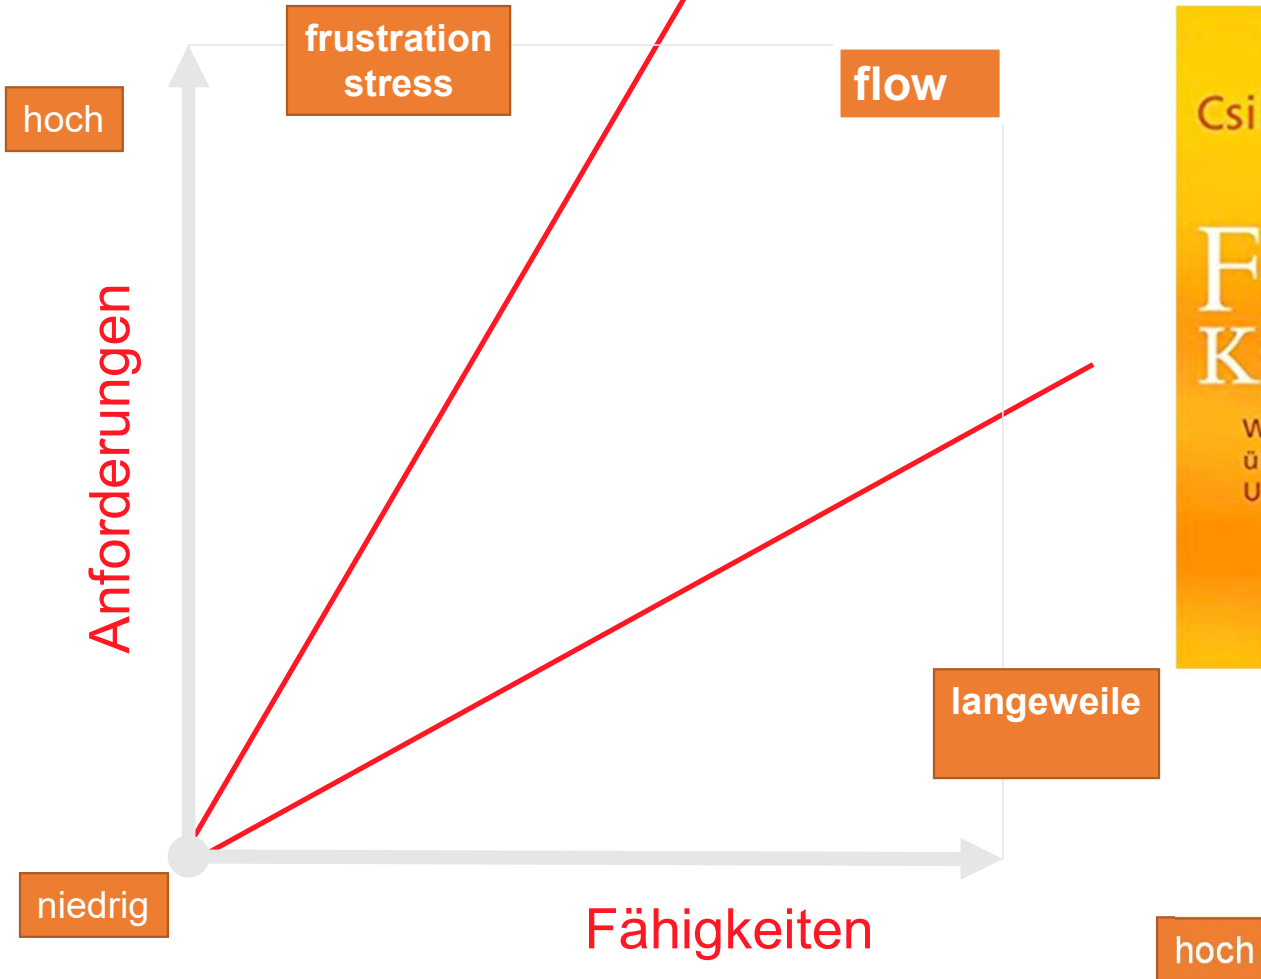 frustration
stress
flow
hoch
Anforderungen
langeweile
niedrig
Fähigkeiten
hoch
Csi
F
K
ü